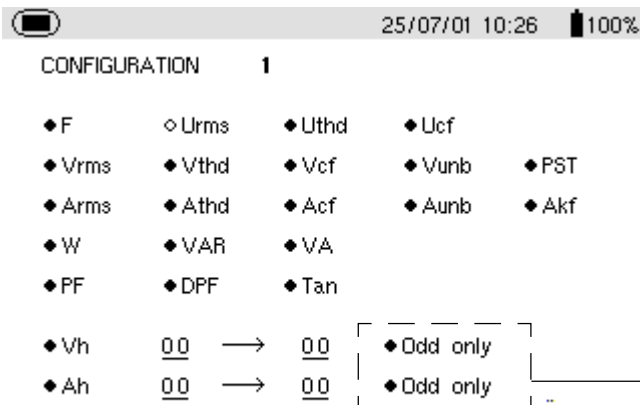 25/07/01 10:26 100%
CONFIGURATION 1
◆F ◇Urms ◆Uthd ◆Ucf
◆Vrms ◆Vthd ◆Vcf ◆Vunb ◆PST
◆Arms ◆Athd ◆Acf ◆Aunb ◆Akf
◆W ◆VAR ◆VA
◆PF ◆DPF ◆Tan
◆Vh 00 → 00 ◆Odd only
◆Ah 00 → 00 ◆Odd only